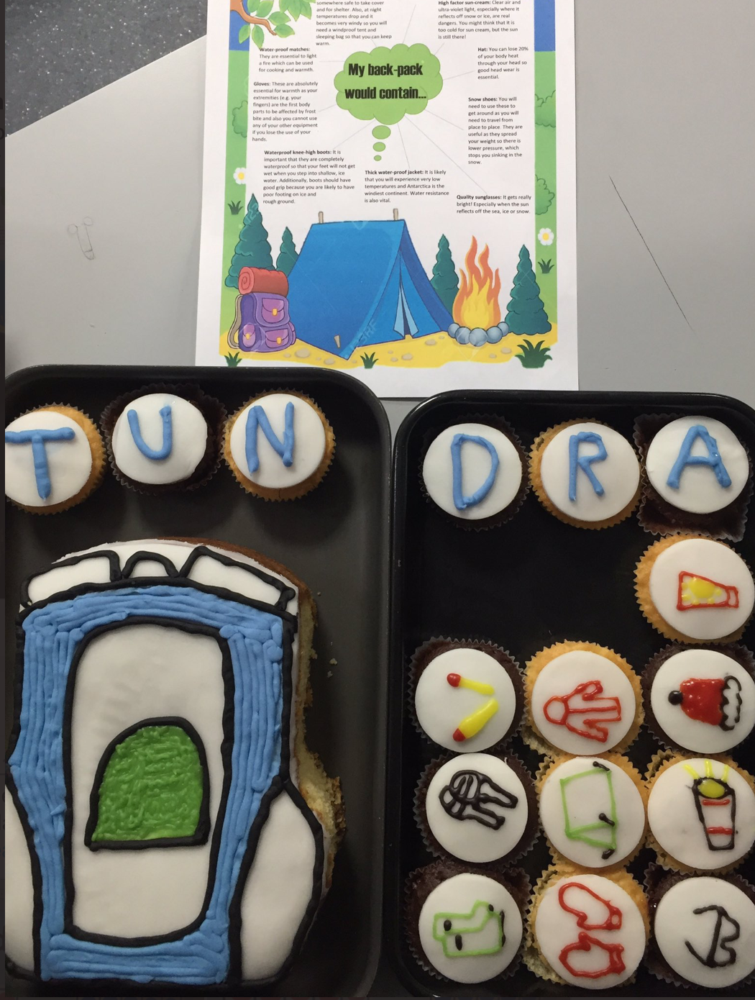 somewhere safe to take cover
and for shelter. Also, at night
temperatures drop and it
becomes very windy so you will
need a windproof tent and
sleeping bag so that you can keep
warm.
High factor sun-cream: Clear air and
ultra-violet light, especially where it
reflects off snow or ice, are real
dangers. You might think that it is
too cold for sun cream, but the sun
is still there!
Water-proof matches:
They are essential to light
a fire which can be used
for cooking and warmth.
My back-pack
would contain...
Hat: You can lose 20%
of your body heat
through your head so
good head wear is
essential.
Gloves: These are absolutely
essential for warmth as your
extremities (e.g. your
fingers) are the first body
parts to be affected by frost
bite and also you cannot use
any of your other equipment
if you lose the use of your
hands.
Snow shoes: You will
need to use these to
get around as you will
need to travel from
place to place. They are
useful as they spread
your weight so there is
lower pressure, which
stops you sinking in the
snow.
Waterproof knee-high boots: It is
important that they are completely
waterproof so that your feet will not get
wet when you step into shallow, ice
water. Additionally, boots should have
good grip because you are likely to have
poor footing on ice and
rough ground.
Thick water-proof jacket: It is likely
that you will experience very low
temperatures and Antarctica is the
windiest continent. Water resistance
is also vital.
Quality sunglasses: It gets really
bright! Especially when the sun
reflects off the sea, ice or snow.
TUN DRA